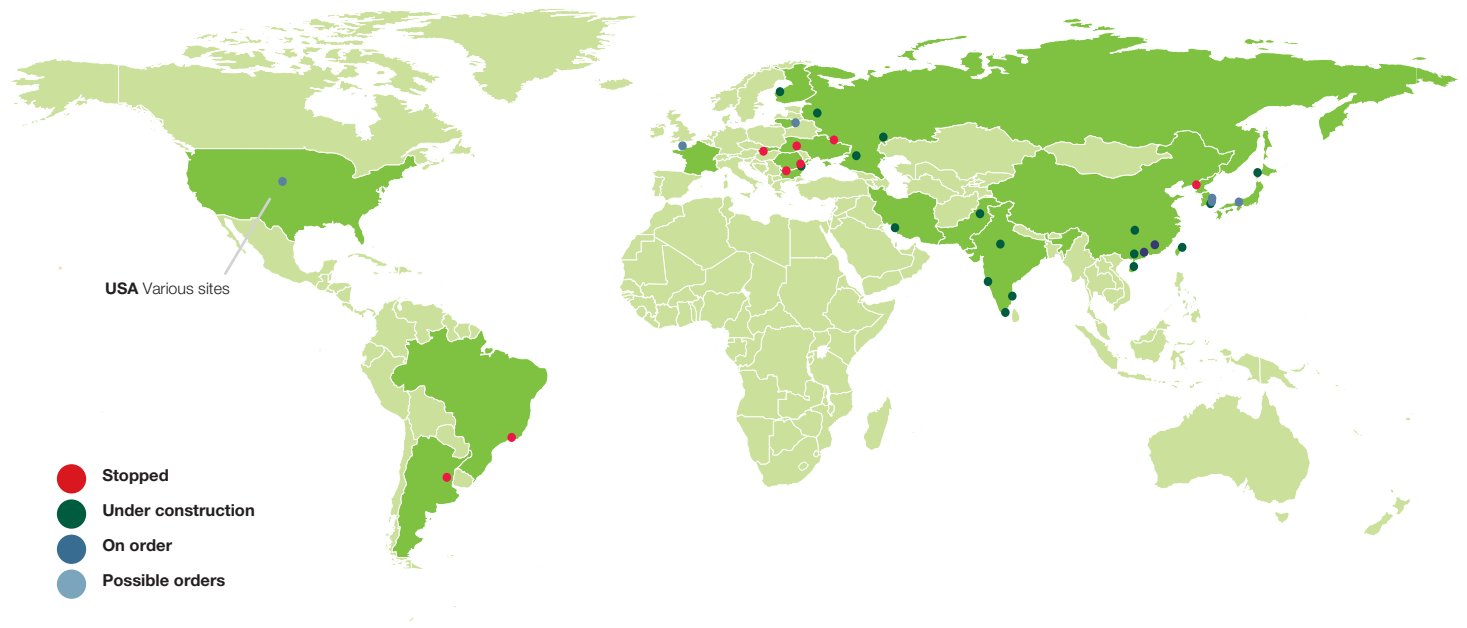 USA Various sites
Stopped
Under construction
On order
Possible orders